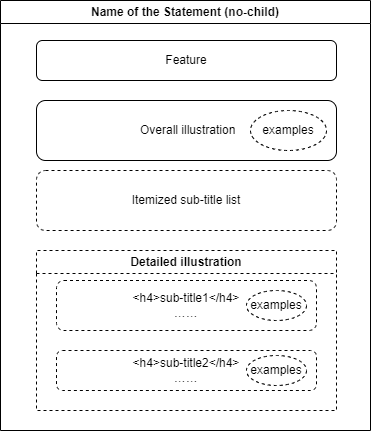 Name of the Statement (no-child)
Feature
Overall illustration
examples
Itemized sub-title list
Detailed illustration
<h4>sub-title1</h4>
......
examples
<h4>sub-title2</h4>
......
examples